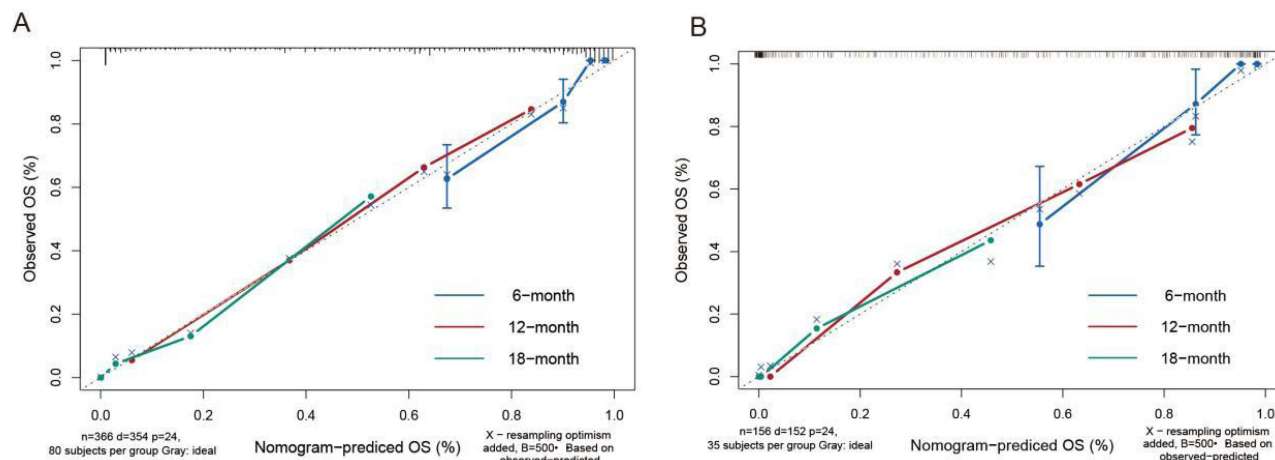 A
Observed OS (%)
0.0 0.2 0.4 0.6 0.8 1.0
6-month
12-month
18-month
0.0 0.2 0.4 0.6 0.8 1.0
n=366 d=354 p=24,
80 subjects per group Gray: ideal
Nomogram-prediced OS (%)
X - resampling optimism
added, B=500• Based on
observed-predicted
B
Observed OS (%)
0.0 0.2 0.4 0.6 0.8 1.0
6-month
12-month
18-month
0.0 0.2 0.4 0.6 0.8 1.0
n=156 d=152 p=24,
35 subjects per group Gray: ideal
Nomogram-prediced OS (%)
X - resampling optimism
added, B=500• Based on
observed-predicted